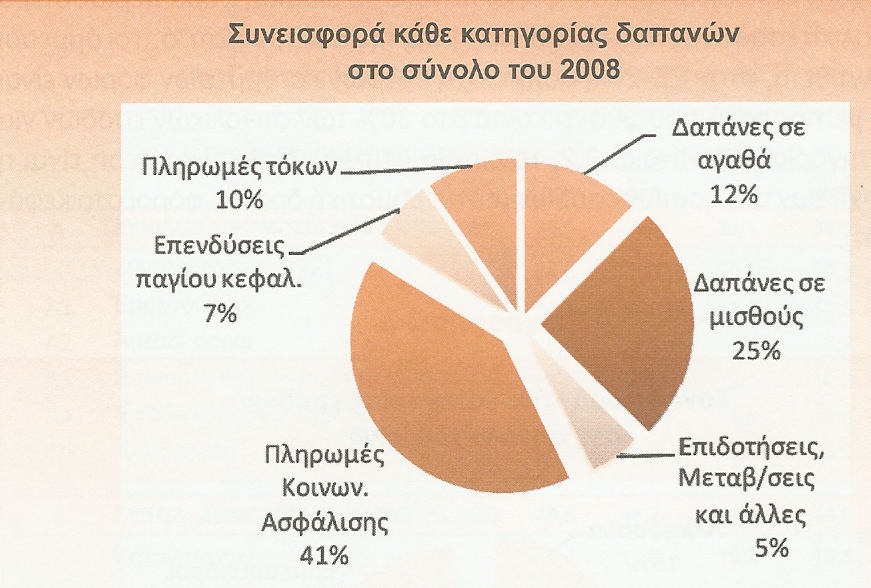 Συνεισφορά κάθε κατηγορίας δαπανών
στο σύνολο του 2008
Δαπάνες σε
αγαθά
12%
Πληρωμές τόκων
10%
Επενδύσεις
παγίου κεφαλ.
7%
Δαπάνες σε
μισθούς
25%
Πληρωμές
Κοινων.
Ασφάλισης
41%
Επιδοτήσεις,
Μεταβ/σεις
και άλλες
5%